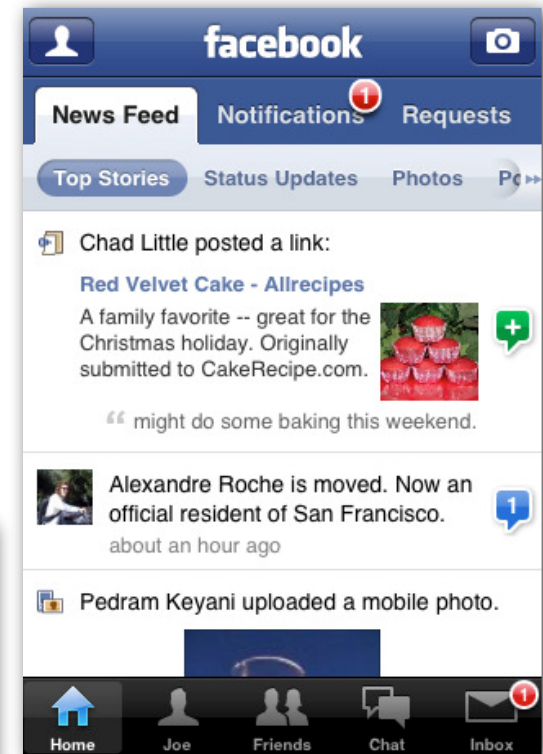 facebook
News Feed Notifications 1 Requests
Top Stories Status Updates Photos
Chad Little posted a link:
Red Velvet Cake - Allrecipes
A family favorite -- great for the
Christmas holiday. Originally
submitted to CakeRecipe.com.
“ might do some baking this weekend.
Alexandre Roche is moved. Now an
official resident of San Francisco.
1
about an hour ago
Pedram Keyani uploaded a mobile photo.
1
Home Joe Friends Chat Inbox